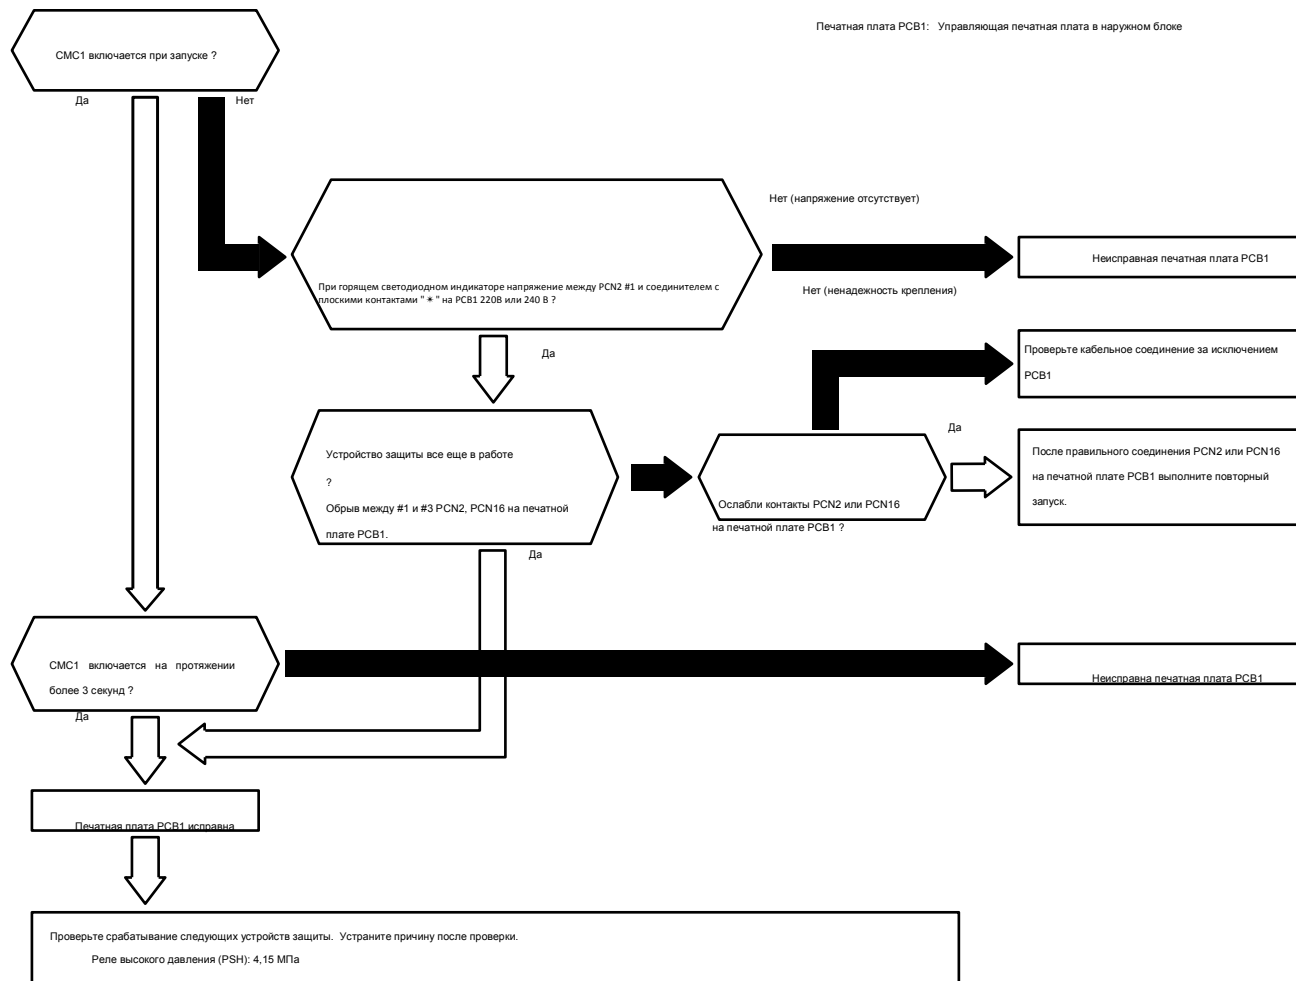 Печатная плата PCB1: Управляющая печатная плата в наружном блоке
СМС1 включается при запуске ?
Да
Нет
Нет (напряжение отсутствует)
Неисправная печатная плата PCB1
При горящем светодиодном индикаторе напряжение между PCN2 #1 и соединителем с
плоскими контактами " ✴ " на PCB1 220В или 240 В ?
Нет (ненадежность крепления)
Да
Проверьте кабельное соединение за исключением
PCB1
Устройство защиты все еще в работе
?
Обрыв между #1 и #3 PCN2, PCN16 на печатной
плате PCB1.
Ослабли контакты PCN2 или PCN16
на печатной плате PCB1 ?
Да
После правильного соединения PCN2 или PCN16
на печатной плате PCB1 выполните повторный
запуск.
Да
СМС1 включается на протяжении
более 3 секунд ?
Неисправна печатная плата PCB1
Да
Печатная плата PCB1 исправна
Проверьте срабатывание следующих устройств защиты. Устраните причину после проверки.
Реле высокого давления (PSH): 4,15 МПа